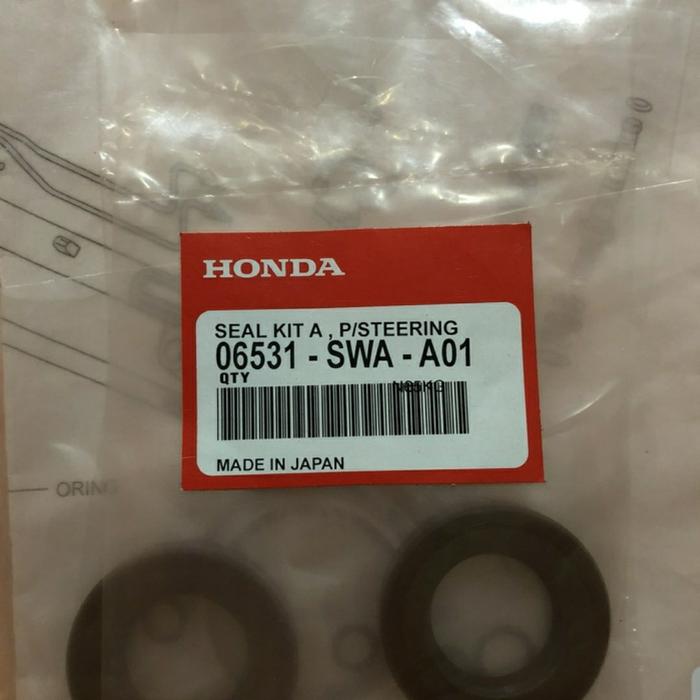 HONDA
SEAL KIT A , P/STEERING
06531 - SWA - A01
QTY
MADE IN JAPAN
ORING